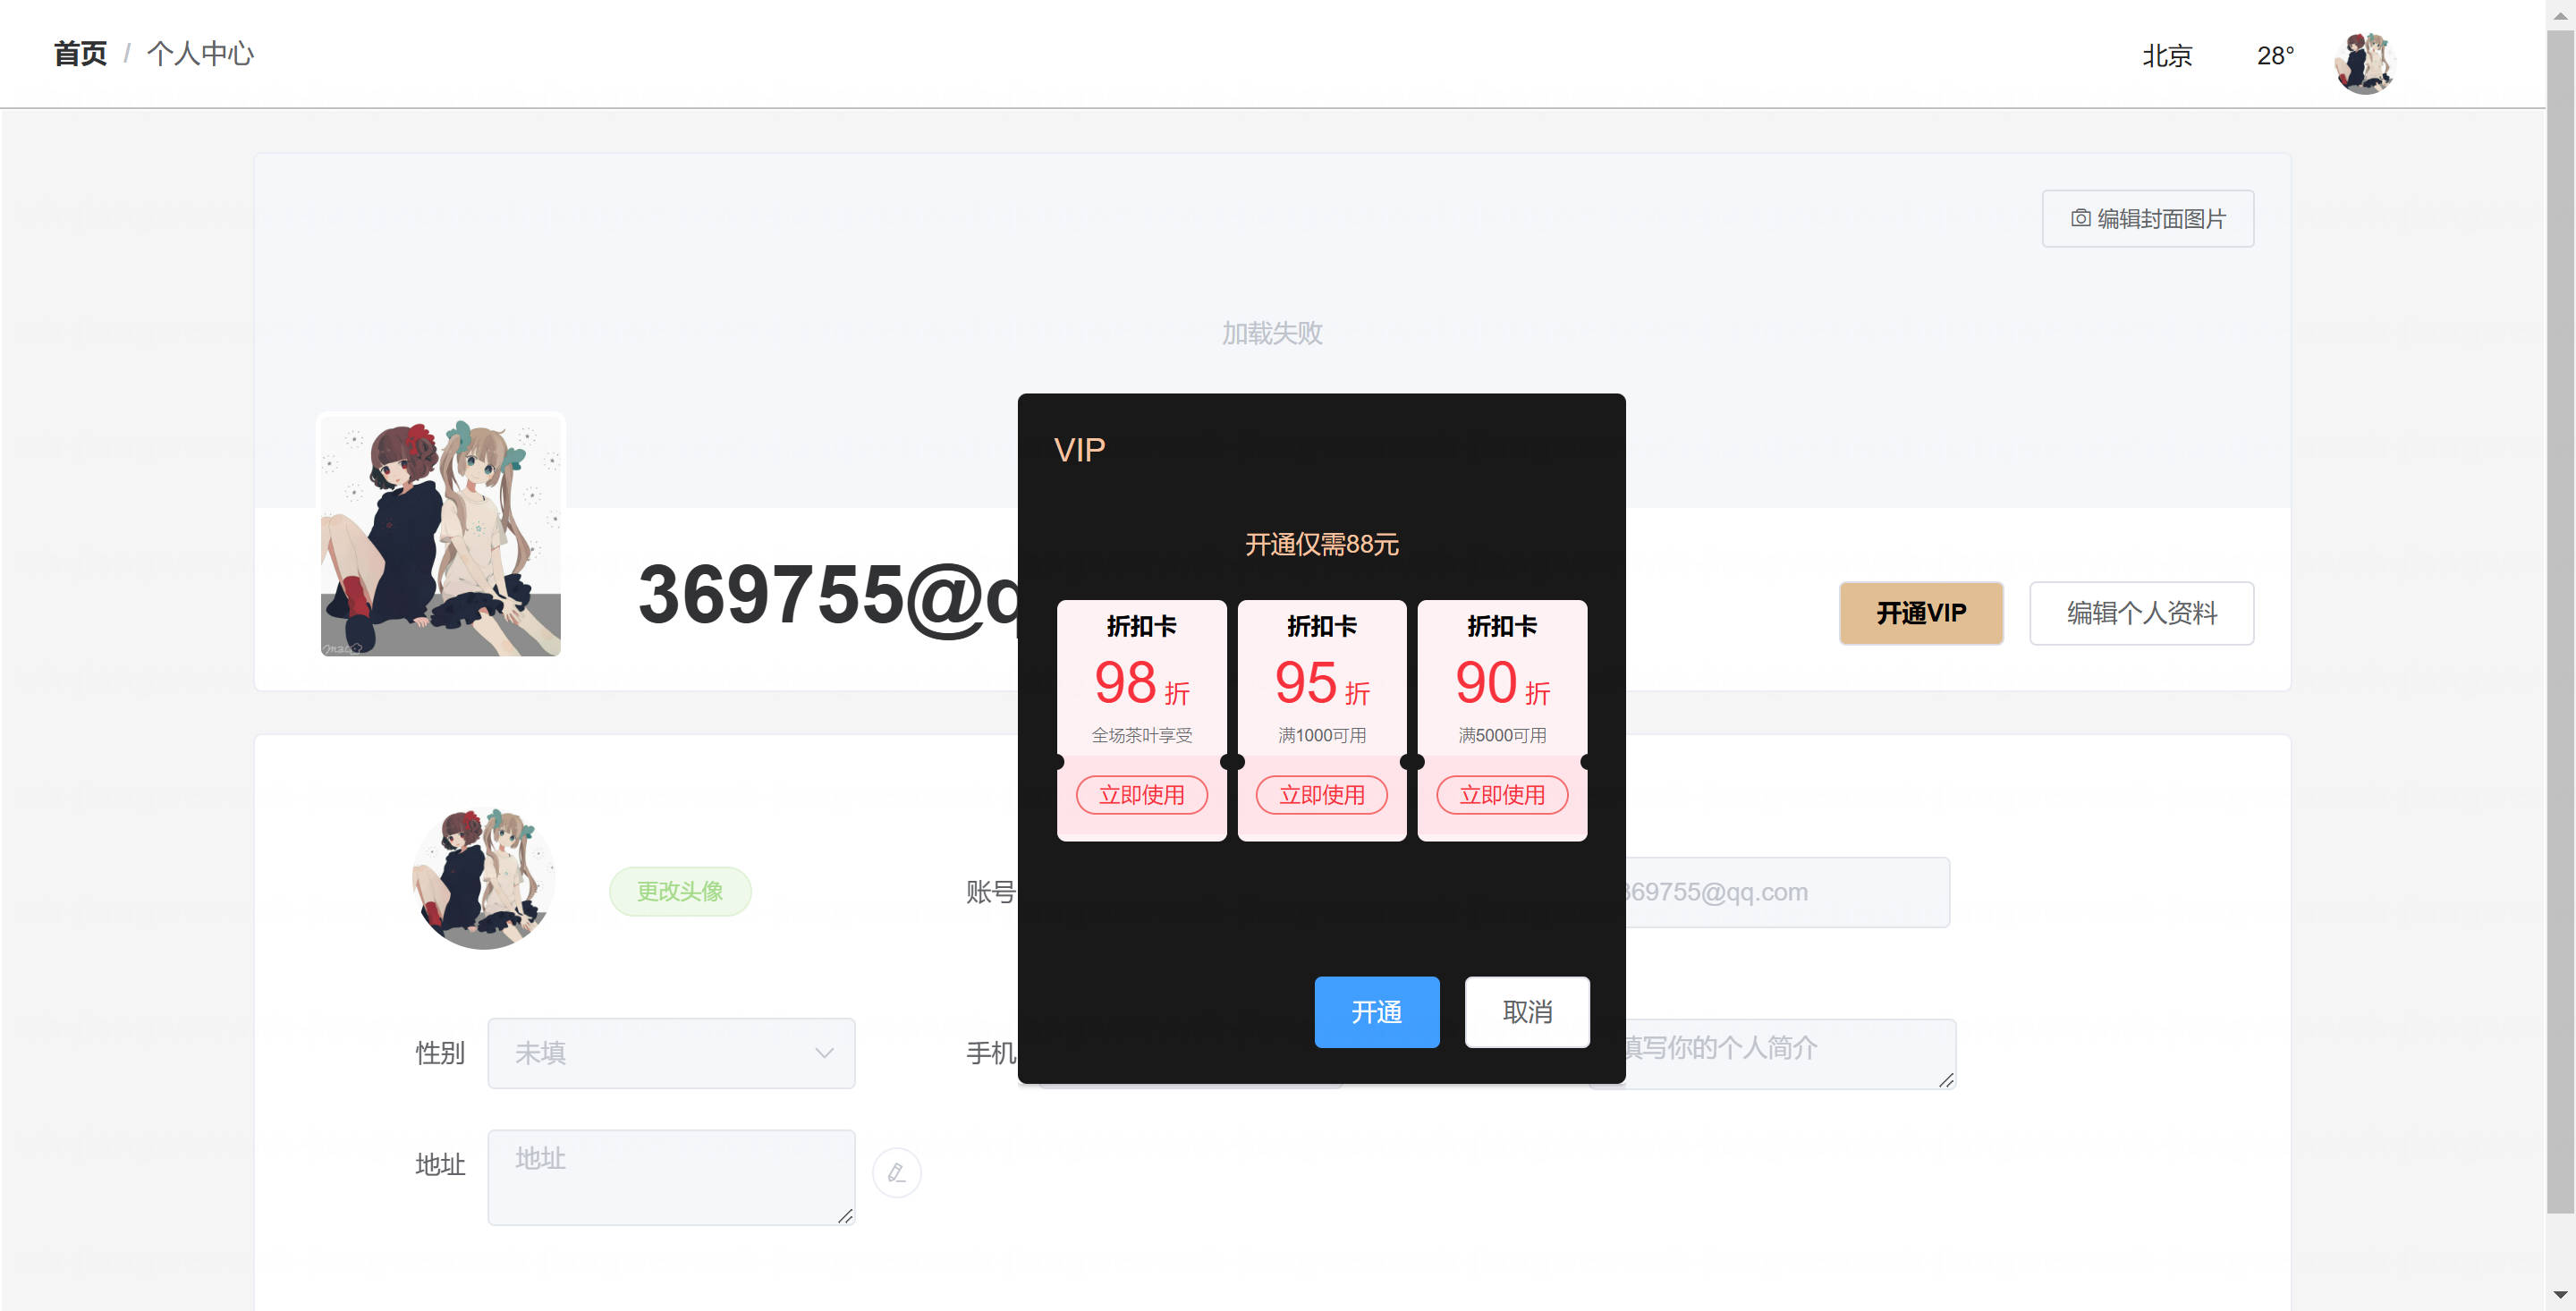 首页 / 个人中心
北京 28°
编辑封面图片
加载失败
369755@q
开通VIP
编辑个人资料
VIP
开通仅需88元
折扣卡 折扣卡 折扣卡
98 折 95 折 90 折
全场茶叶享受 满1000可用 满5000可用
立即使用 立即使用 立即使用
开通 取消
更改头像
账号
369755@qq.com
性别 未填
手机
填写你的个人简介
地址 地址